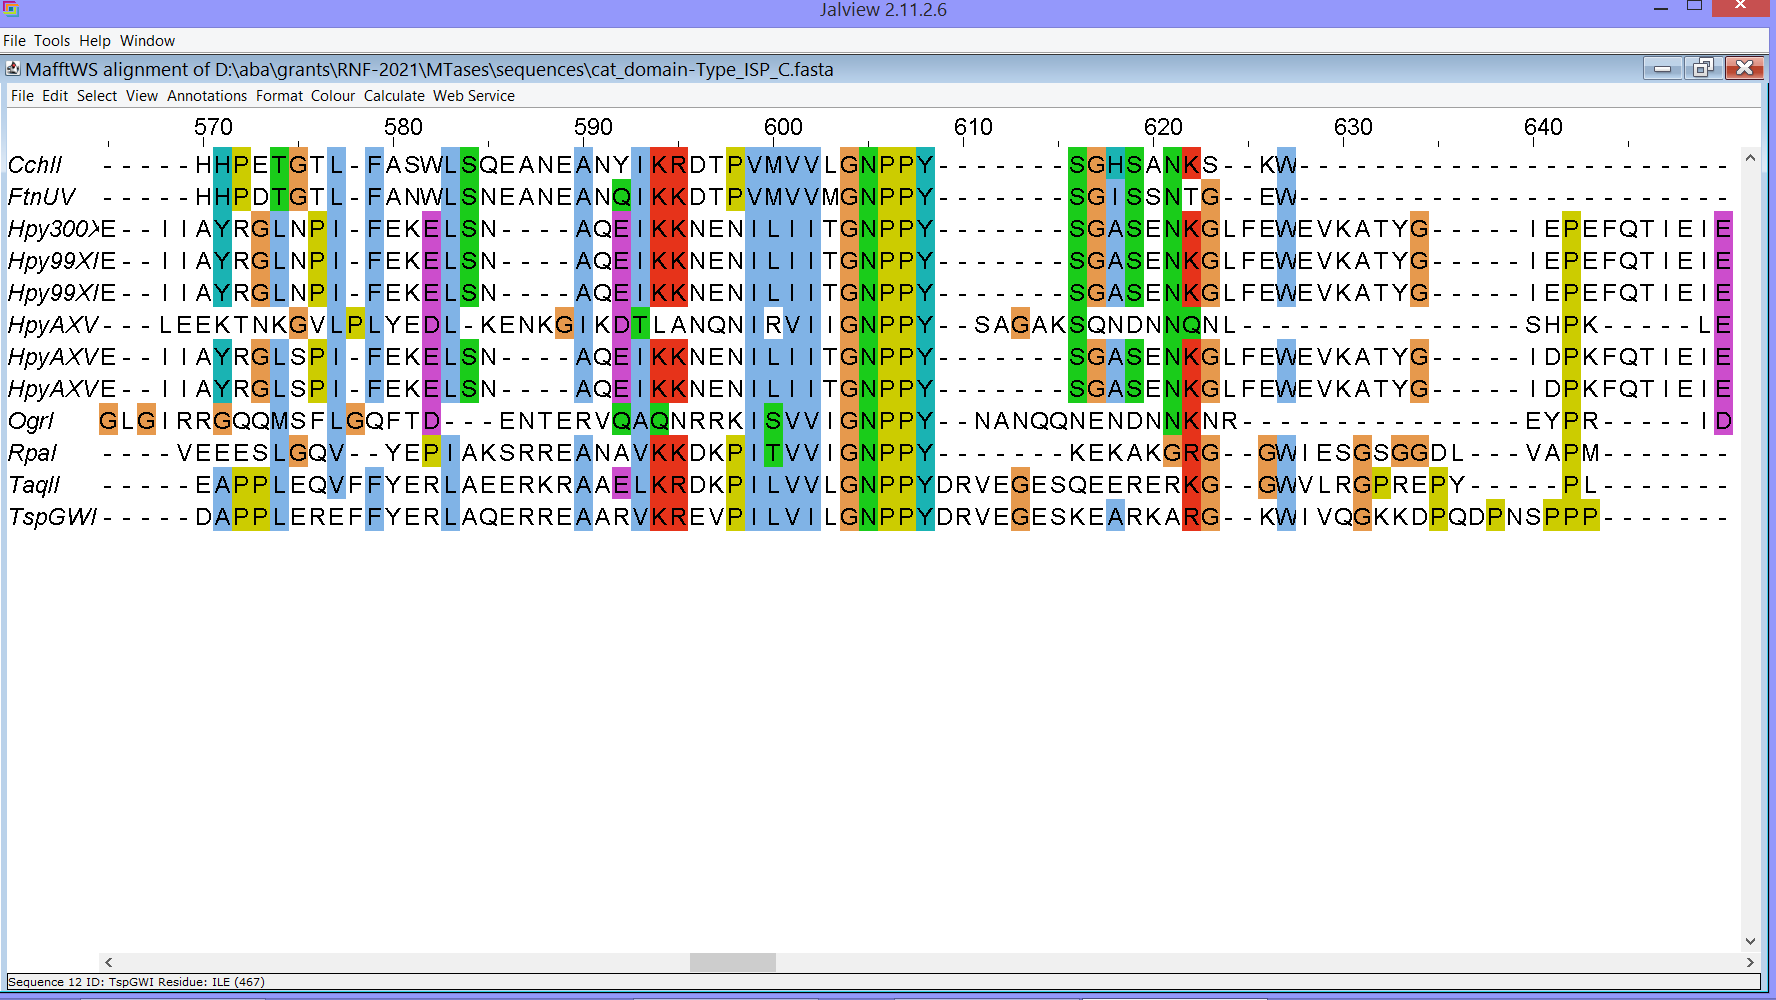 Jalview 2.11.2.6
File Tools Help Window
MafftWS alignment of D:\aba\grants\RNF-2021\MTases\sequences\cat_domain-Type_ISP_C.fasta
File Edit Select View Annotations Format Colour Calculate Web Service
570 580 590 600 610 620 630 640
CchII -----HHPETGTL-FASWLSQEANEANYIKRDTPVMVVLGNPPY-------SGHSANKS--KW-----------------------
FtnUV -----HHPDTGTL-FANWLSNEANEANQIKKDTPVMVVMGNPPY-------SGISSNTG--EW-----------------------
Hpy300X E--IIAYRGLNPI-FEKELSN----AQEIKKNENILIITGNPPY-------SGASENKGLFEWEVKATYG-----IEPEFQTIEIE
Hpy99XI E--IIAYRGLNPI-FEKELSN----AQEIKKNENILIITGNPPY-------SGASENKGLFEWEVKATYG-----IEPEFQTIEIE
Hpy99XI E--IIAYRGLNPI-FEKELSN----AQEIKKNENILIITGNPPY-------SGASENKGLFEWEVKATYG-----IEPEFQTIEIE
HpyAXV ---LEEKTNKGVLPLYEDL-KENKGIKDTLANQNIRVIIGNPPY--SAGAKSQNDNNQNL---------------SHPK-----LE
HpyAXV E--IIAYRGLSPI-FEKELSN----AQEIKKNENILIITGNPPY-------SGASENKGLFEWEVKATYG-----IDPKFQTIEIE
HpyAXV E--IIAYRGLSPI-FEKELSN----AQEIKKNENILIITGNPPY-------SGASENKGLFEWEVKATYG-----IDPKFQTIEIE
OgrI GLGIRRGQQMSFLGQFTD---ENTERVQAQNRRKISVVIGNPPY--NANQQNENDNNKNR---------------EYPR-----ID
RpaI ----VEEESLGQV--YEPIAKSRREANAVKKDKPITVVIGNPPY-------KEKAKGRG--GWIESGSGGDL---VAPM-------
TaqII -----EAPPLEQVFFYERLAEERKRAAELKRDKPILVVLGNPPYDRVEGESQEERERKG--GWVLRGPREPY-----PL-------
TspGWI -----DAPPLEREFFYERLAQERREAARVKREVPILVILGNPPYDRVEGESKEARKARG--KWIVQGKKDPQDPNSPPP-------
Sequence 12 ID: TspGWI Residue: ILE (467)